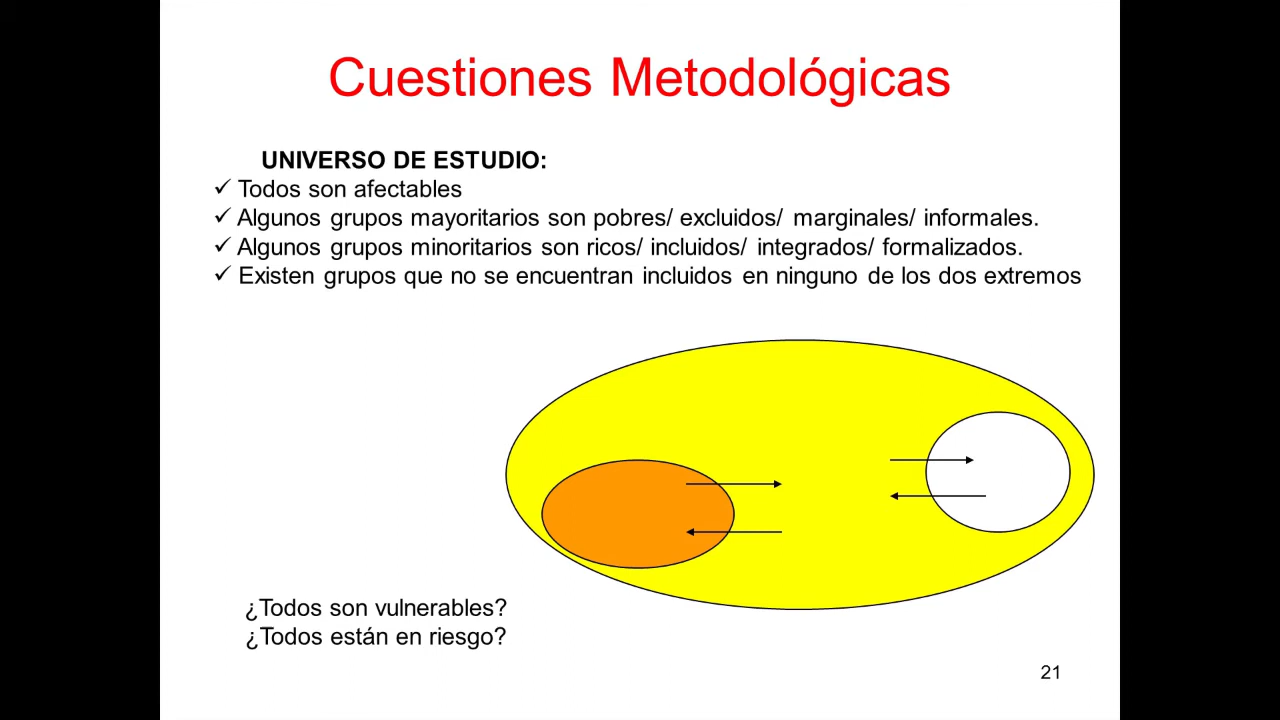 Cuestiones Metodológicas
UNIVERSO DE ESTUDIO:
✓ Todos son afectables
✓ Algunos grupos mayoritarios son pobres/ excluidos/ marginales/ informales.
✓ Algunos grupos minoritarios son ricos/ incluidos/ integrados/ formalizados.
✓ Existen grupos que no se encuentran incluidos en ninguno de los dos extremos
¿Todos son vulnerables?
¿Todos están en riesgo?
21